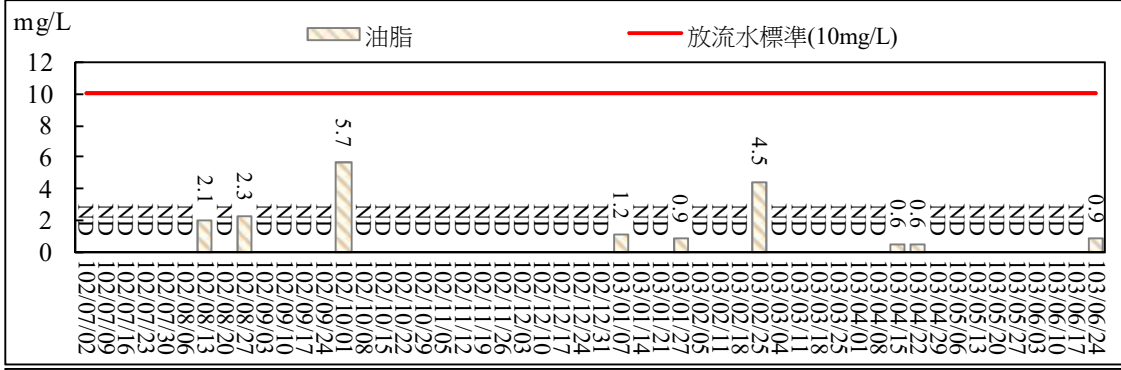 mg/L
油脂
放流水標準(10mg/L)
12
10
8
6
4
2
0
ND
ND
ND
ND
ND
ND
2.1
ND
2.3
ND
ND
ND
ND
5.7
ND
ND
ND
ND
ND
ND
ND
ND
ND
ND
ND
ND
ND
1.2
ND
ND
0.9
ND
ND
ND
4.5
ND
ND
ND
ND
ND
ND
0.6
0.6
ND
ND
ND
ND
ND
ND
ND
ND
0.9
102/07/02
102/07/09
102/07/16
102/07/23
102/07/30
102/08/06
102/08/13
102/08/20
102/08/27
102/09/03
102/09/10
102/09/17
102/09/24
102/10/01
102/10/08
102/10/15
102/10/22
102/10/29
102/11/05
102/11/12
102/11/19
102/11/26
102/12/03
102/12/10
102/12/17
102/12/24
102/12/31
103/01/07
103/01/14
103/01/21
103/01/27
103/02/05
103/02/11
103/02/18
103/02/25
103/03/04
103/03/11
103/03/18
103/03/25
103/04/01
103/04/08
103/04/15
103/04/22
103/04/29
103/05/06
103/05/13
103/05/20
103/05/27
103/06/03
103/06/10
103/06/17
103/06/24